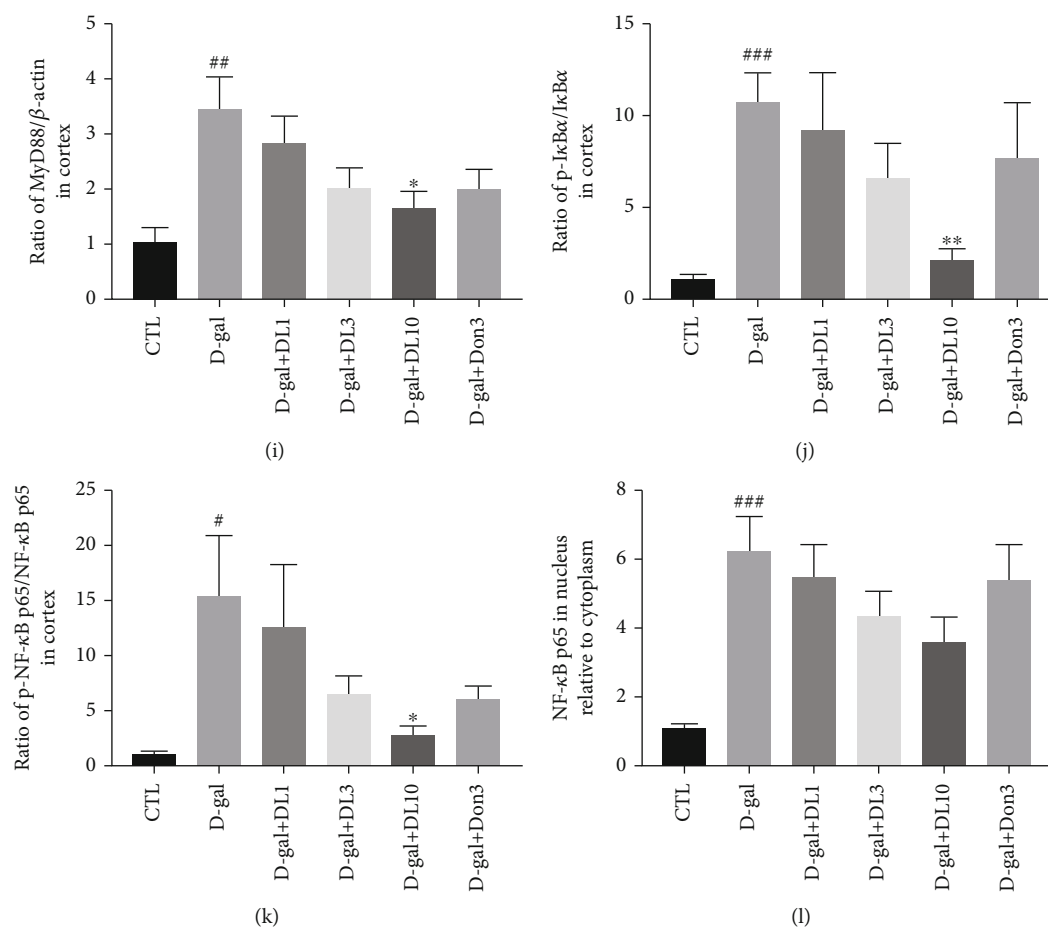 Ratio of MyD88/β-actin
in cortex
5
4
3
2
1
0
##
*
CTL
D-gal
D-gal+DL1
D-gal+DL3
D-gal+DL10
D-gal+Don3
(i)
Ratio of p-IκBα/IκBα
in cortex
15
10
5
0
###
**
CTL
D-gal
D-gal+DL1
D-gal+DL3
D-gal+DL10
D-gal+Don3
(j)
Ratio of p-NF-κB p65/NF-κB p65
in cortex
25
20
15
10
5
0
#
*
CTL
D-gal
D-gal+DL1
D-gal+DL3
D-gal+DL10
D-gal+Don3
(k)
NF-κB p65 in nucleus
relative to cytoplasm
8
6
4
2
0
###
CTL
D-gal
D-gal+DL1
D-gal+DL3
D-gal+DL10
D-gal+Don3
(l)